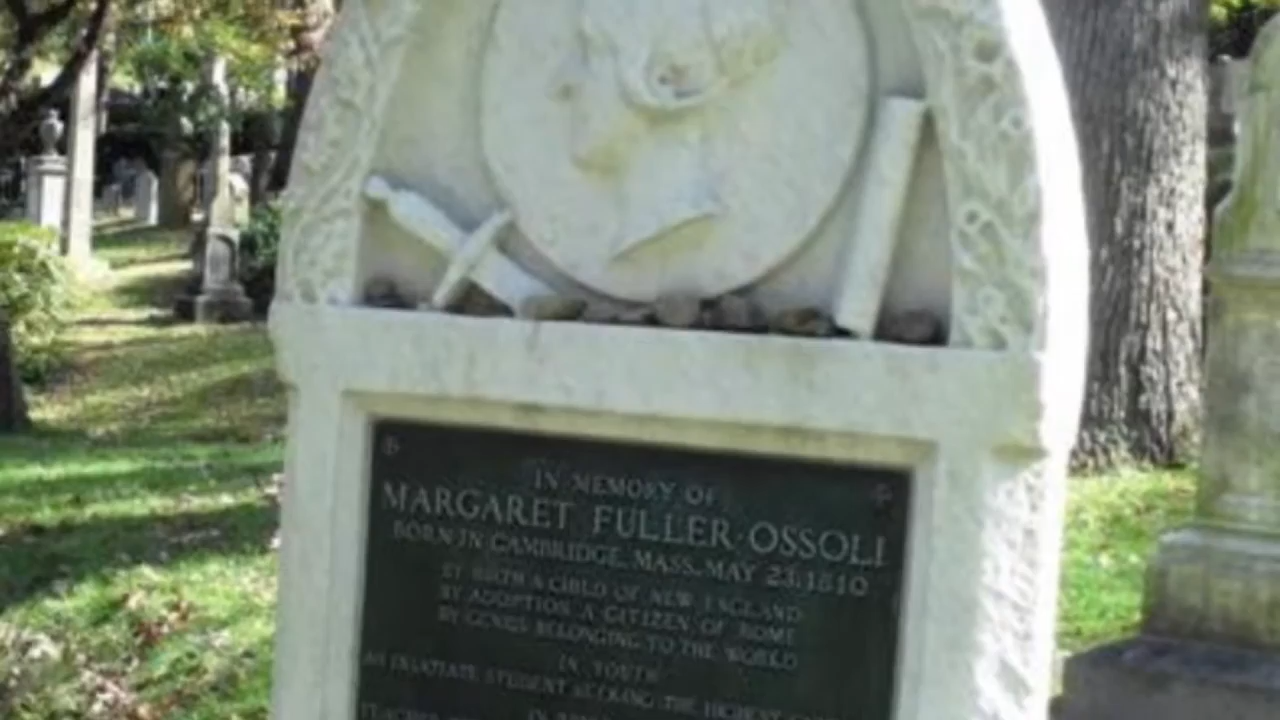 IN MEMORY OF
MARGARET FULLER·OSSOLI
BORN IN CAMBRIDGE, MASS. MAY 23, 1810
BY BIRTH A CHILD OF NEW ENGLAND
BY ADOPTION A CITIZEN OF ROME
BY GENIUS BELONGING TO THE WORLD
IN YOUTH
AN INSATIATE STUDENT SEEKING THE HIGHEST